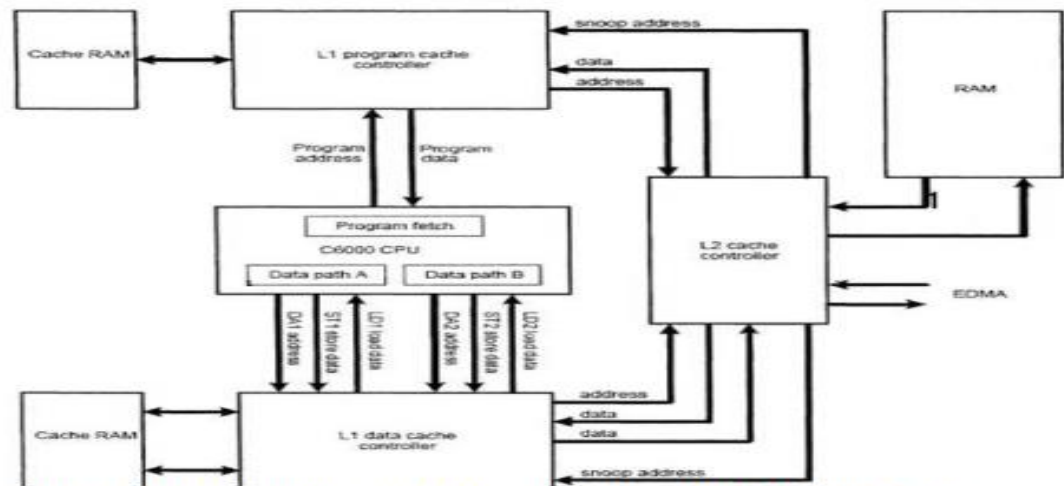 snoop address
Cache RAM
L1 program cache
controller
data
address
RAM
Program
address
Program
data
Program fetch
C6000 CPU
Data path A
Data path B
L2 cache
controller
EDMA
DA1 address
ST1 store data
LD1 load data
DA2 address
ST2 store data
LD2 load data
Cache RAM
L1 data cache
controller
address
data
data
snoop address